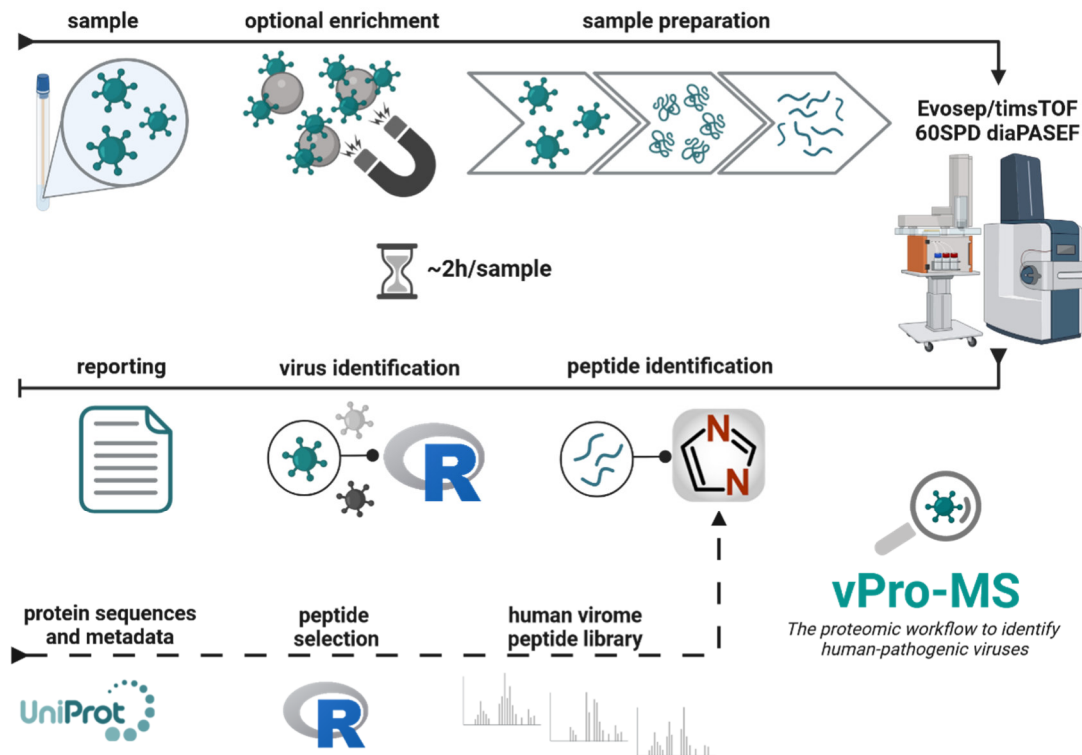 sample
optional enrichment
sample preparation
Evosep/timsTOF
60SPD diaPASEF
~2h/sample
reporting
virus identification
peptide identification
R
N
N
vPro-MS
The proteomic workflow to identify
human-pathogenic viruses
protein sequences
and metadata
peptide
selection
human virome
peptide library
UniProt
R